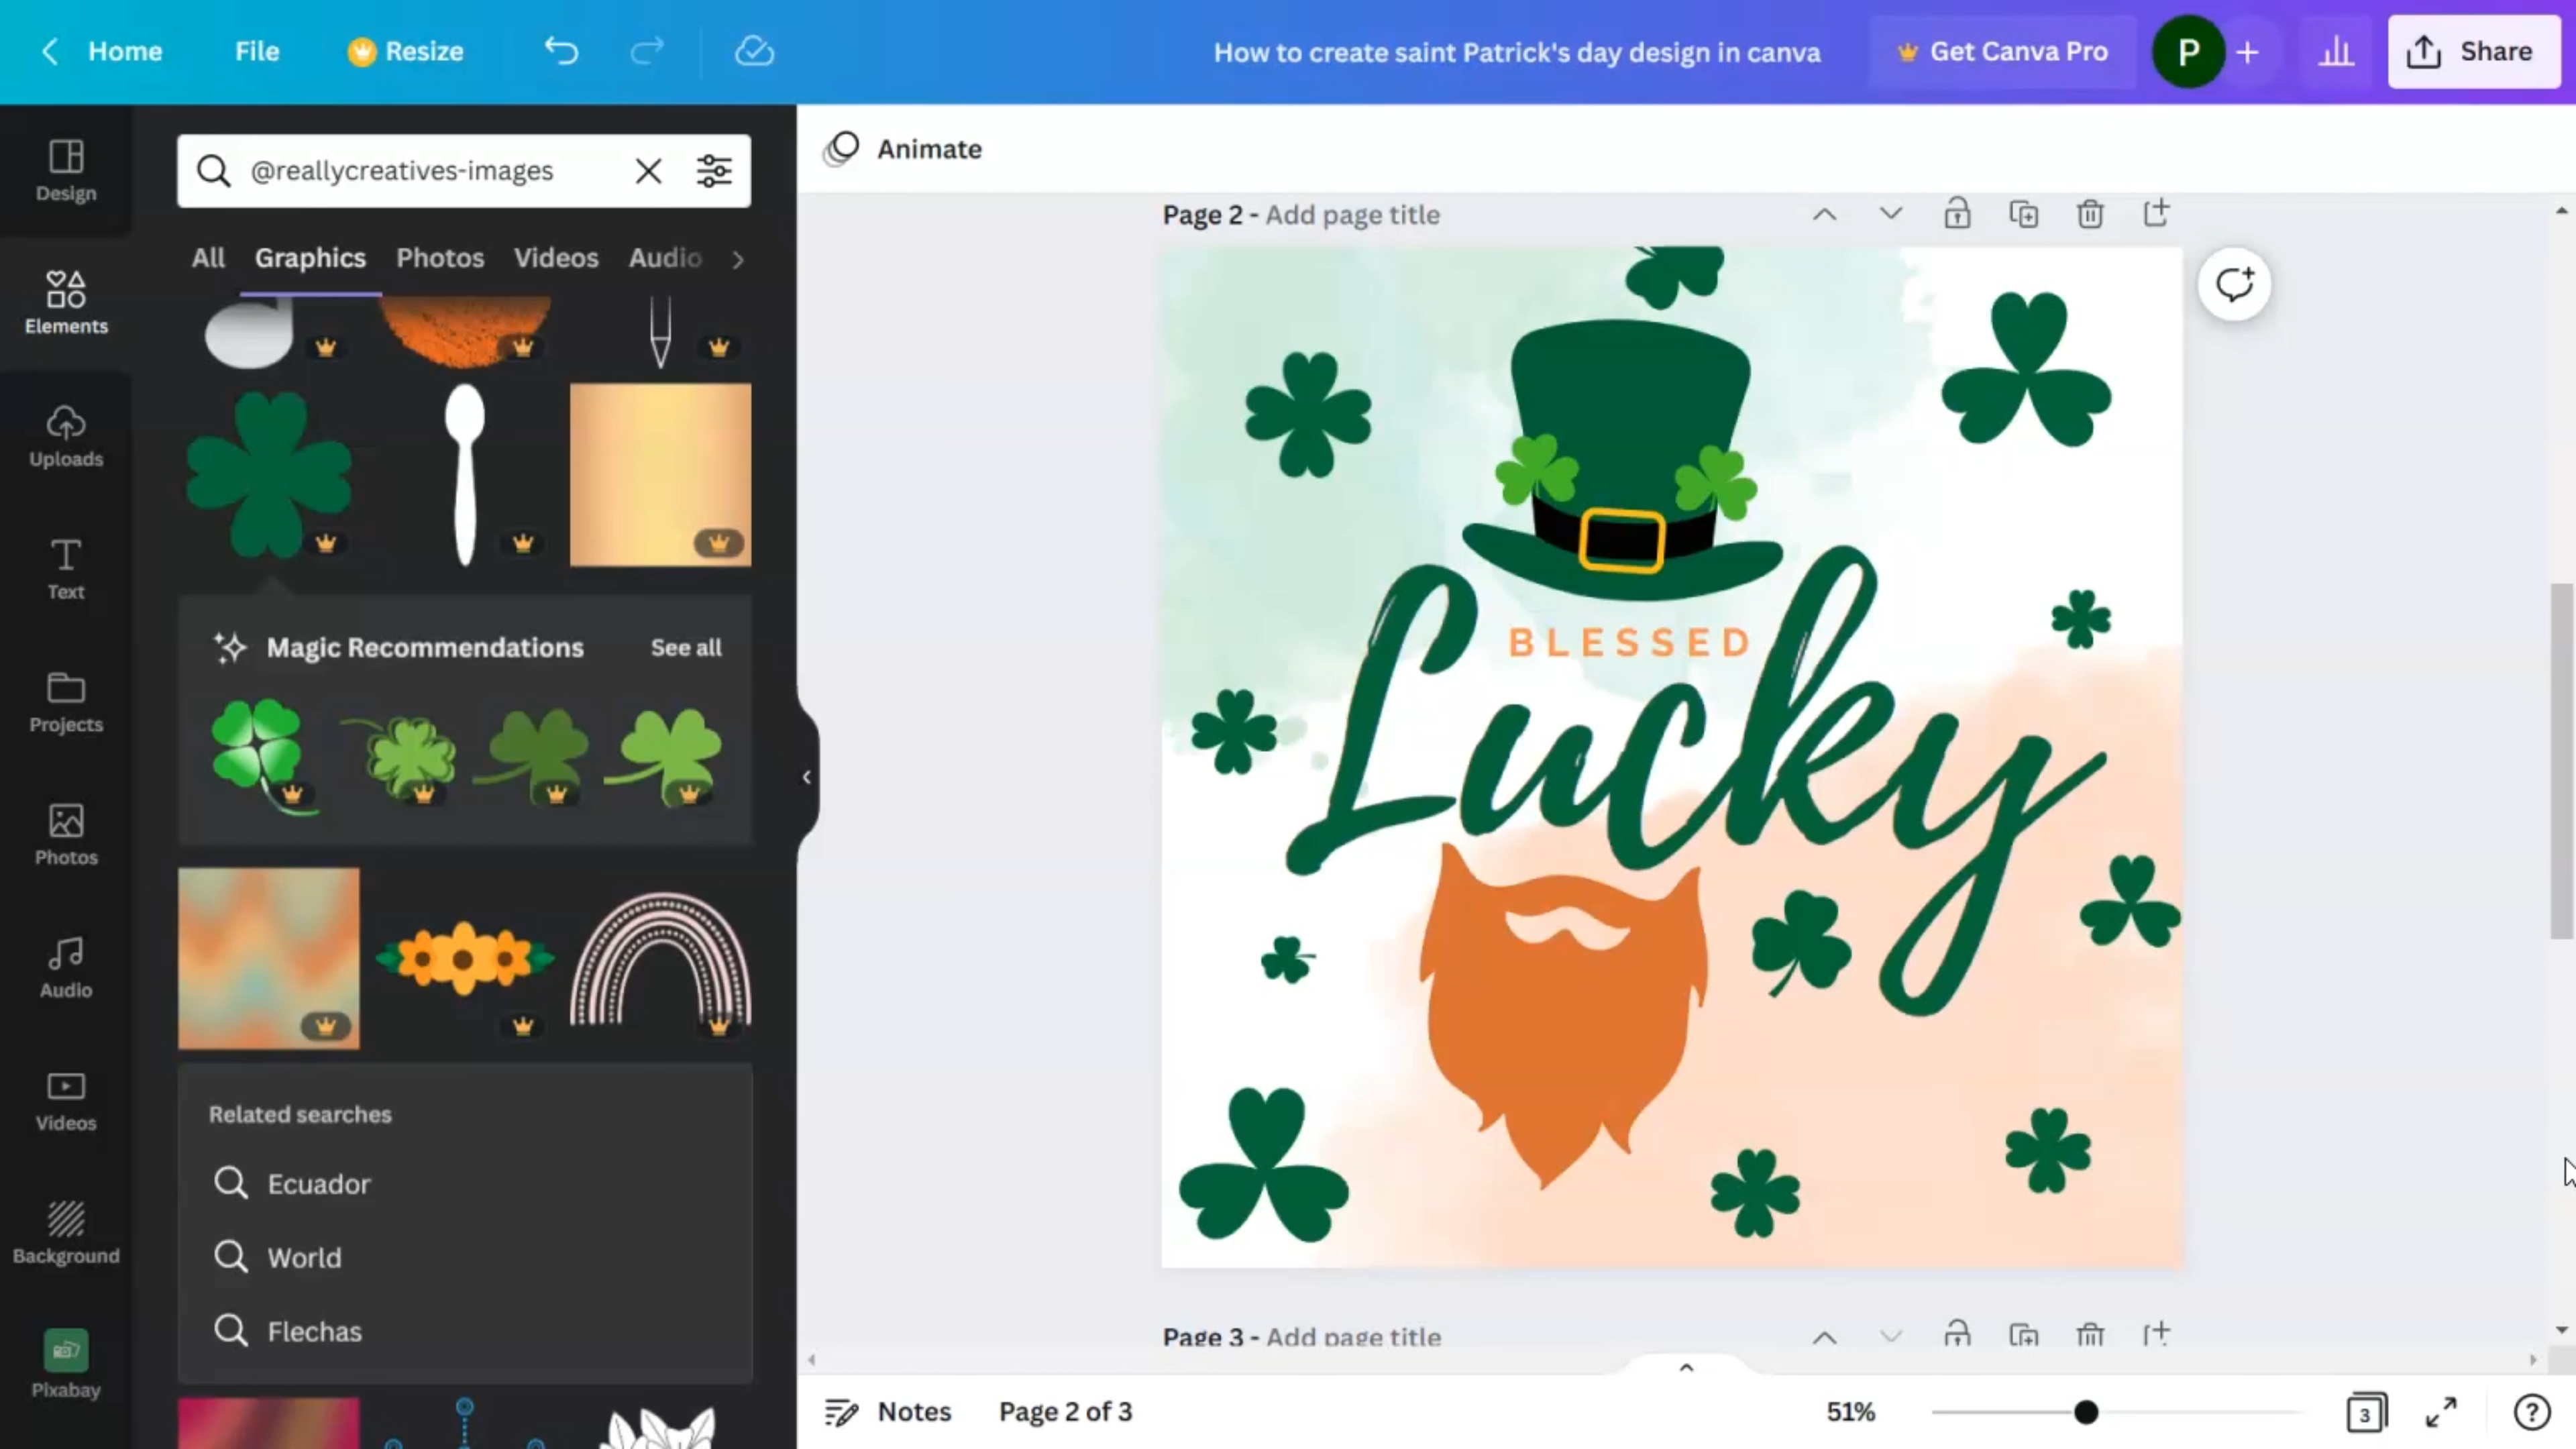 Home
File
Resize
How to create saint Patrick's day design in canva
Get Canva Pro
P
Share
Design
Elements
Uploads
Text
Projects
Photos
Audio
Videos
Background
Pixabay
@reallycreatives-images
All
Graphics
Photos
Videos
Audio
Magic Recommendations
See all
Related searches
Ecuador
World
Flechas
Animate
Page 2 - Add page title
BLESSED
Lucky
Page 3 - Add page title
Notes
Page 2 of 3
51%
3
?